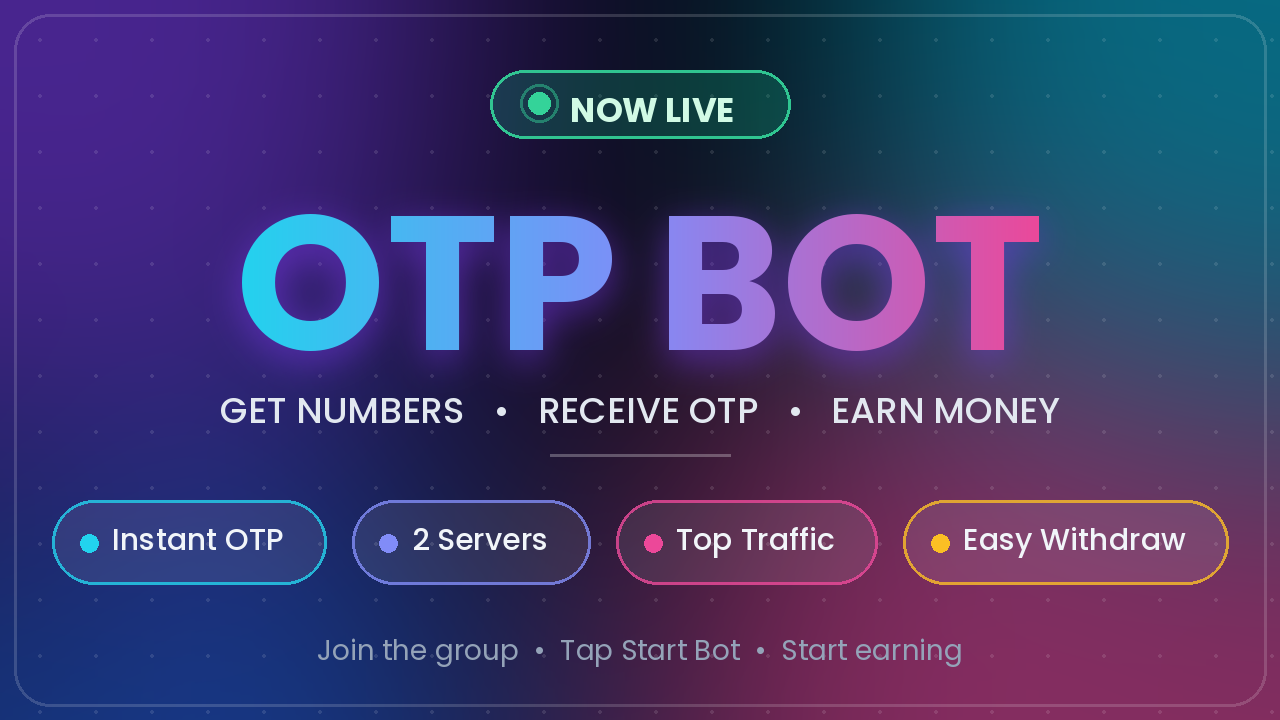 NOW LIVE
OTP BOT
GET NUMBERS • RECEIVE OTP • EARN MONEY
Instant OTP 2 Servers Top Traffic Easy Withdraw
Join the group • Tap Start Bot • Start earning